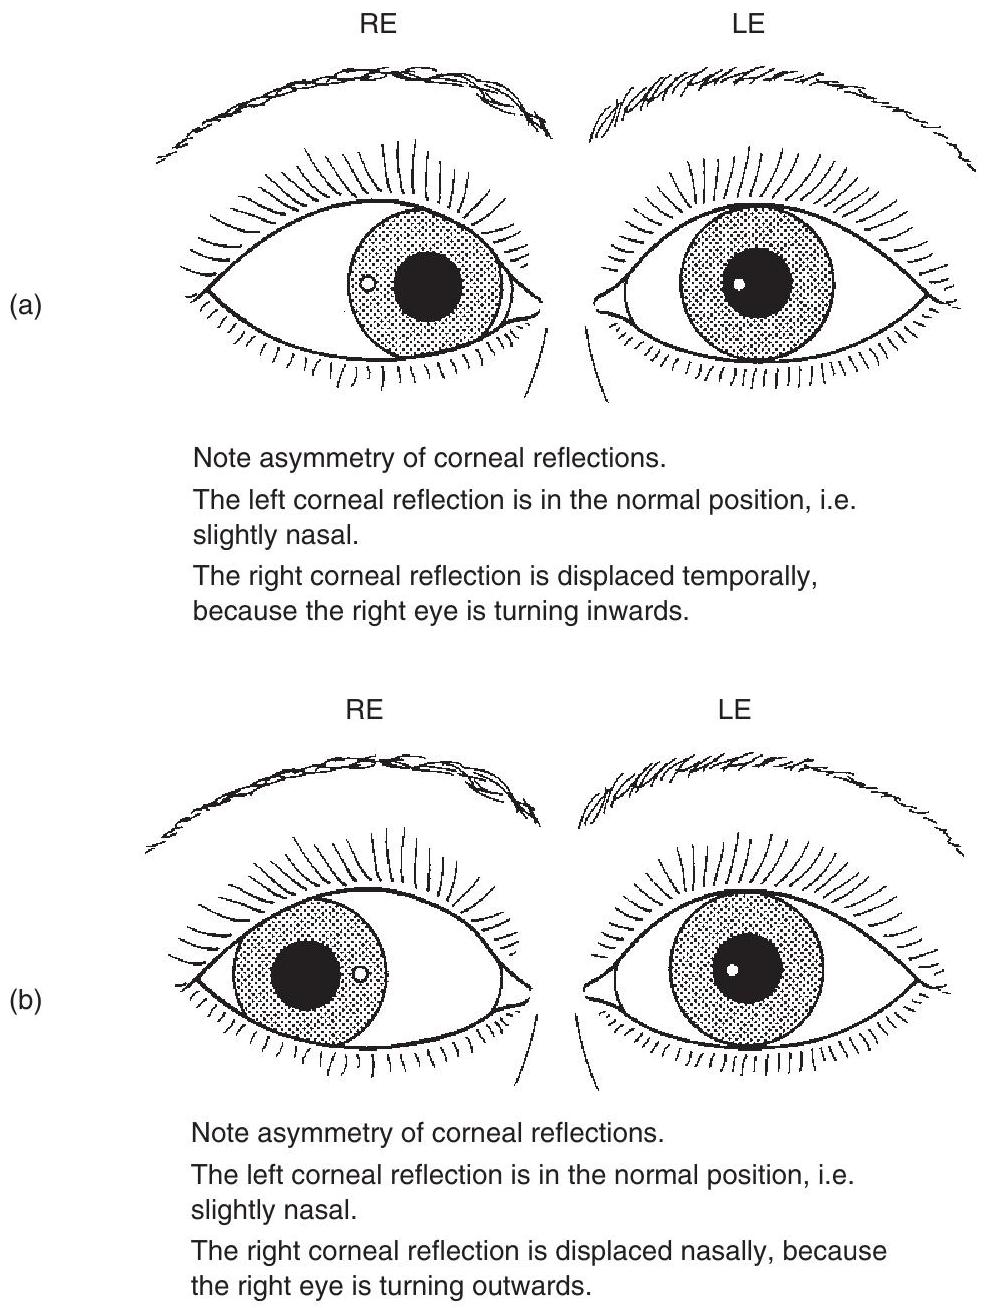 RE LE
(a)
Note asymmetry of corneal reflections.
The left corneal reflection is in the normal position, i.e.
slightly nasal.
The right corneal reflection is displaced temporally,
because the right eye is turning inwards.
RE LE
(b)
Note asymmetry of corneal reflections.
The left corneal reflection is in the normal position, i.e.
slightly nasal.
The right corneal reflection is displaced nasally, because
the right eye is turning outwards.